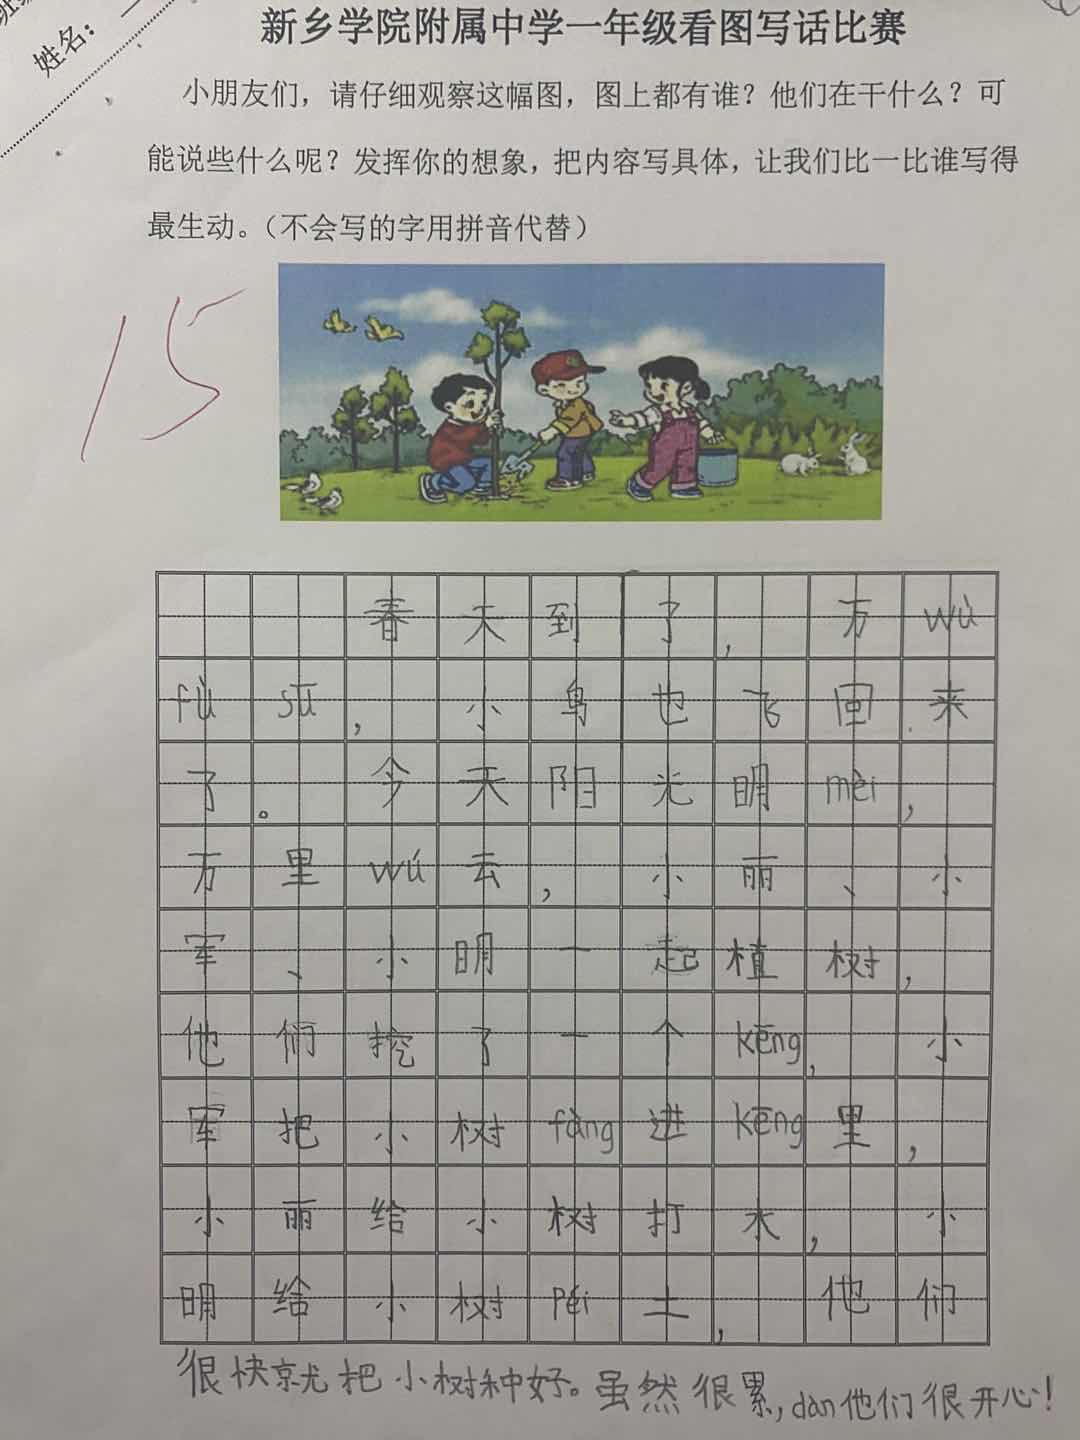 姓名：
新乡学院附属中学一年级看图写话比赛
小朋友们，请仔细观察这幅图，图上都有谁？他们在干什么？可
能说些什么呢？发挥你的想象，把内容写具体，让我们比一比谁写得
最生动。（不会写的字用拼音代替）
15
春天到了，万wù
fù sū，小鸟也飞回来
了。今天阳光明mèi，
万里wú云，小丽、小
军、小明一起植树，
他们挖了一个kēng，小
军把小树fàng进kēng里，
小丽给小树打水，小
明给小树péi土，他们
很快就把小树种好。虽然很累，dàn他们很开心！